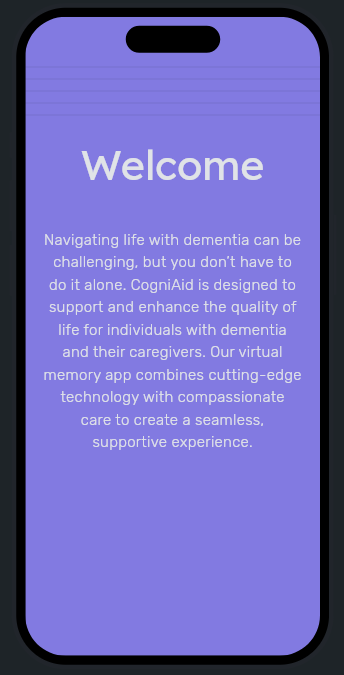 Welcome
Navigating life with dementia can be
challenging, but you don't have to
do it alone. CogniAid is designed to
support and enhance the quality of
life for individuals with dementia
and their caregivers. Our virtual
memory app combines cutting-edge
technology with compassionate
care to create a seamless,
supportive experience.